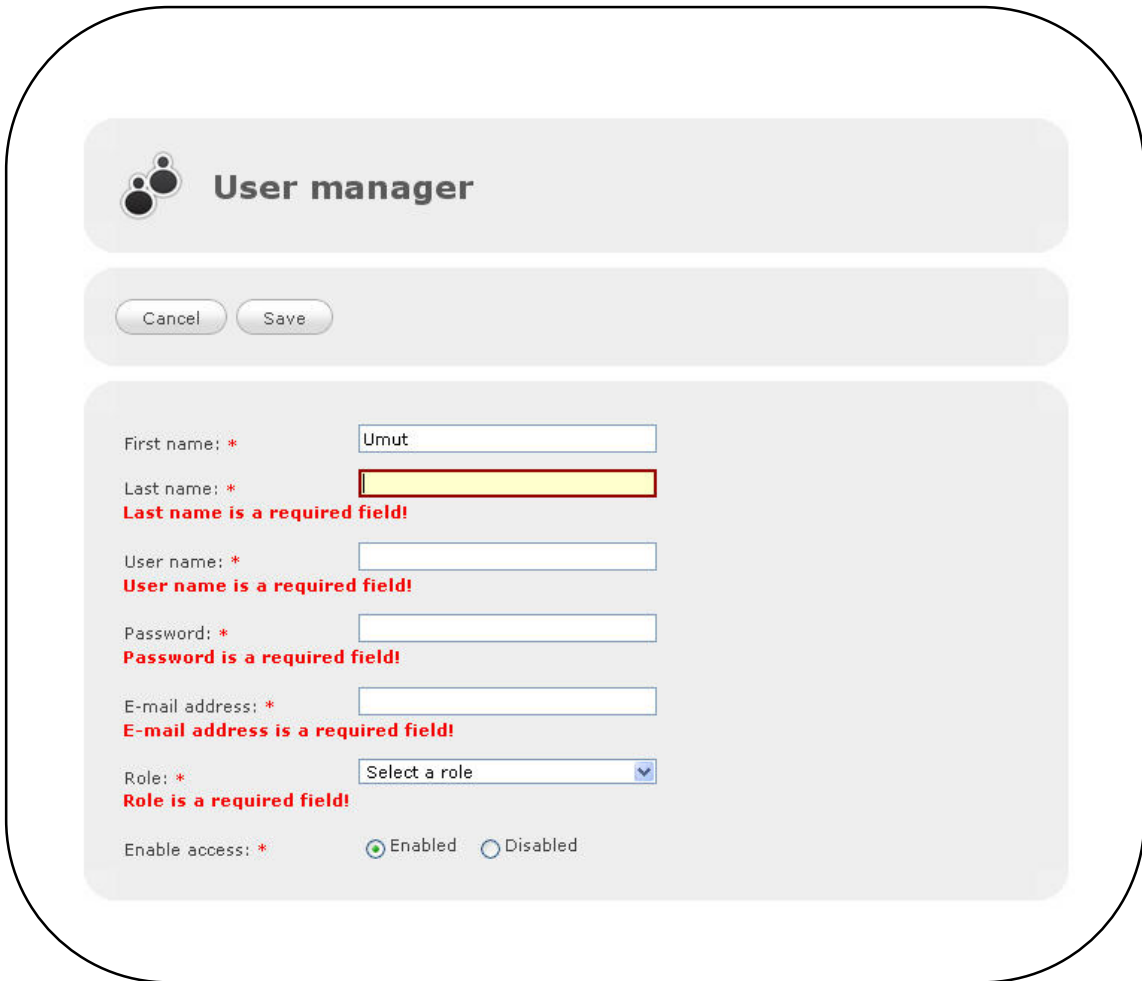 User manager
Cancel Save
First name: * Umut
Last name: *
Last name is a required field!
User name: *
User name is a required field!
Password: *
Password is a required field!
E-mail address: *
E-mail address is a required field!
Role: * Select a role
Role is a required field!
Enable access: * Enabled Disabled